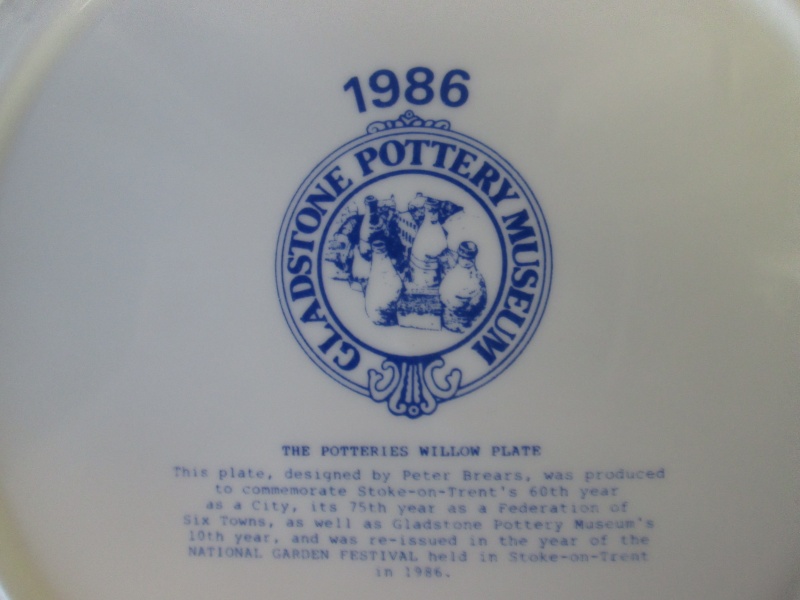 1986
GLADSTONE POTTERY MUSEUM
THE POTTERIES WILLOW PLATE
This plate, designed by Peter Brears, was produced
to commemorate Stoke-on-Trent's 60th year
as a City, its 75th year as a Federation of
Six Towns, as well as Gladstone Pottery Museum's
10th year, and was re-issued in the year of the
NATIONAL GARDEN FESTIVAL held in Stoke-on-Trent
in 1986.